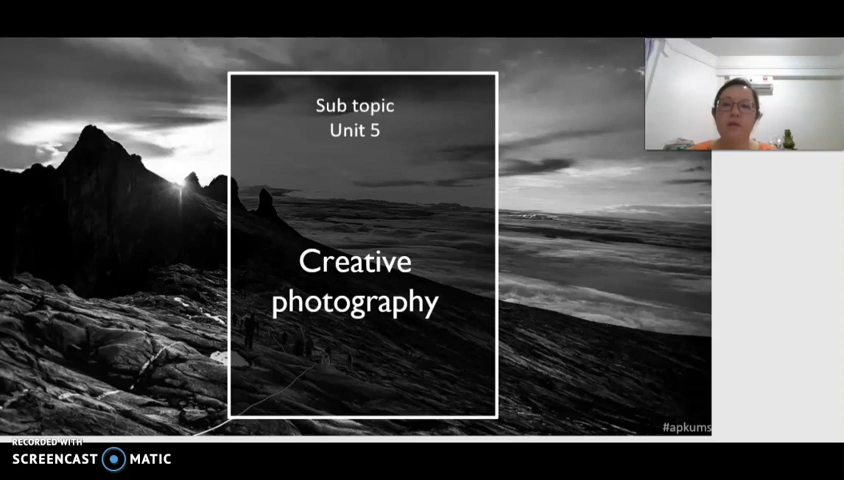 Sub topic
Unit 5
Creative
photography
#apkums
RECORDED WITH
SCREENCAST MATIC